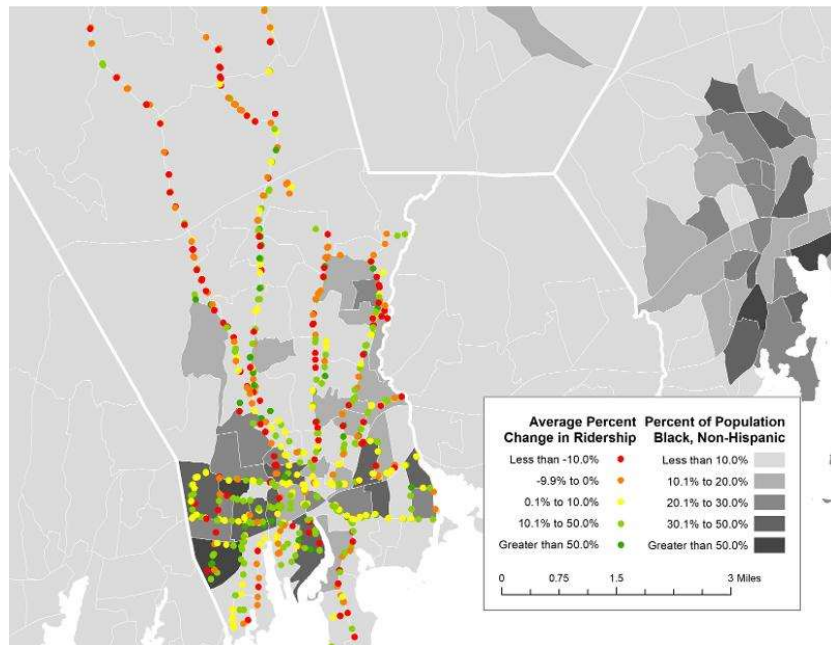 Average Percent Change in Ridership
Less than -10.0%
-9.9% to 0%
0.1% to 10.0%
10.1% to 50.0%
Greater than 50.0%
Percent of Population Black, Non-Hispanic
Less than 10.0%
10.1% to 20.0%
20.1% to 30.0%
30.1% to 50.0%
Greater than 50.0%
0 0.75 1.5 3 Miles